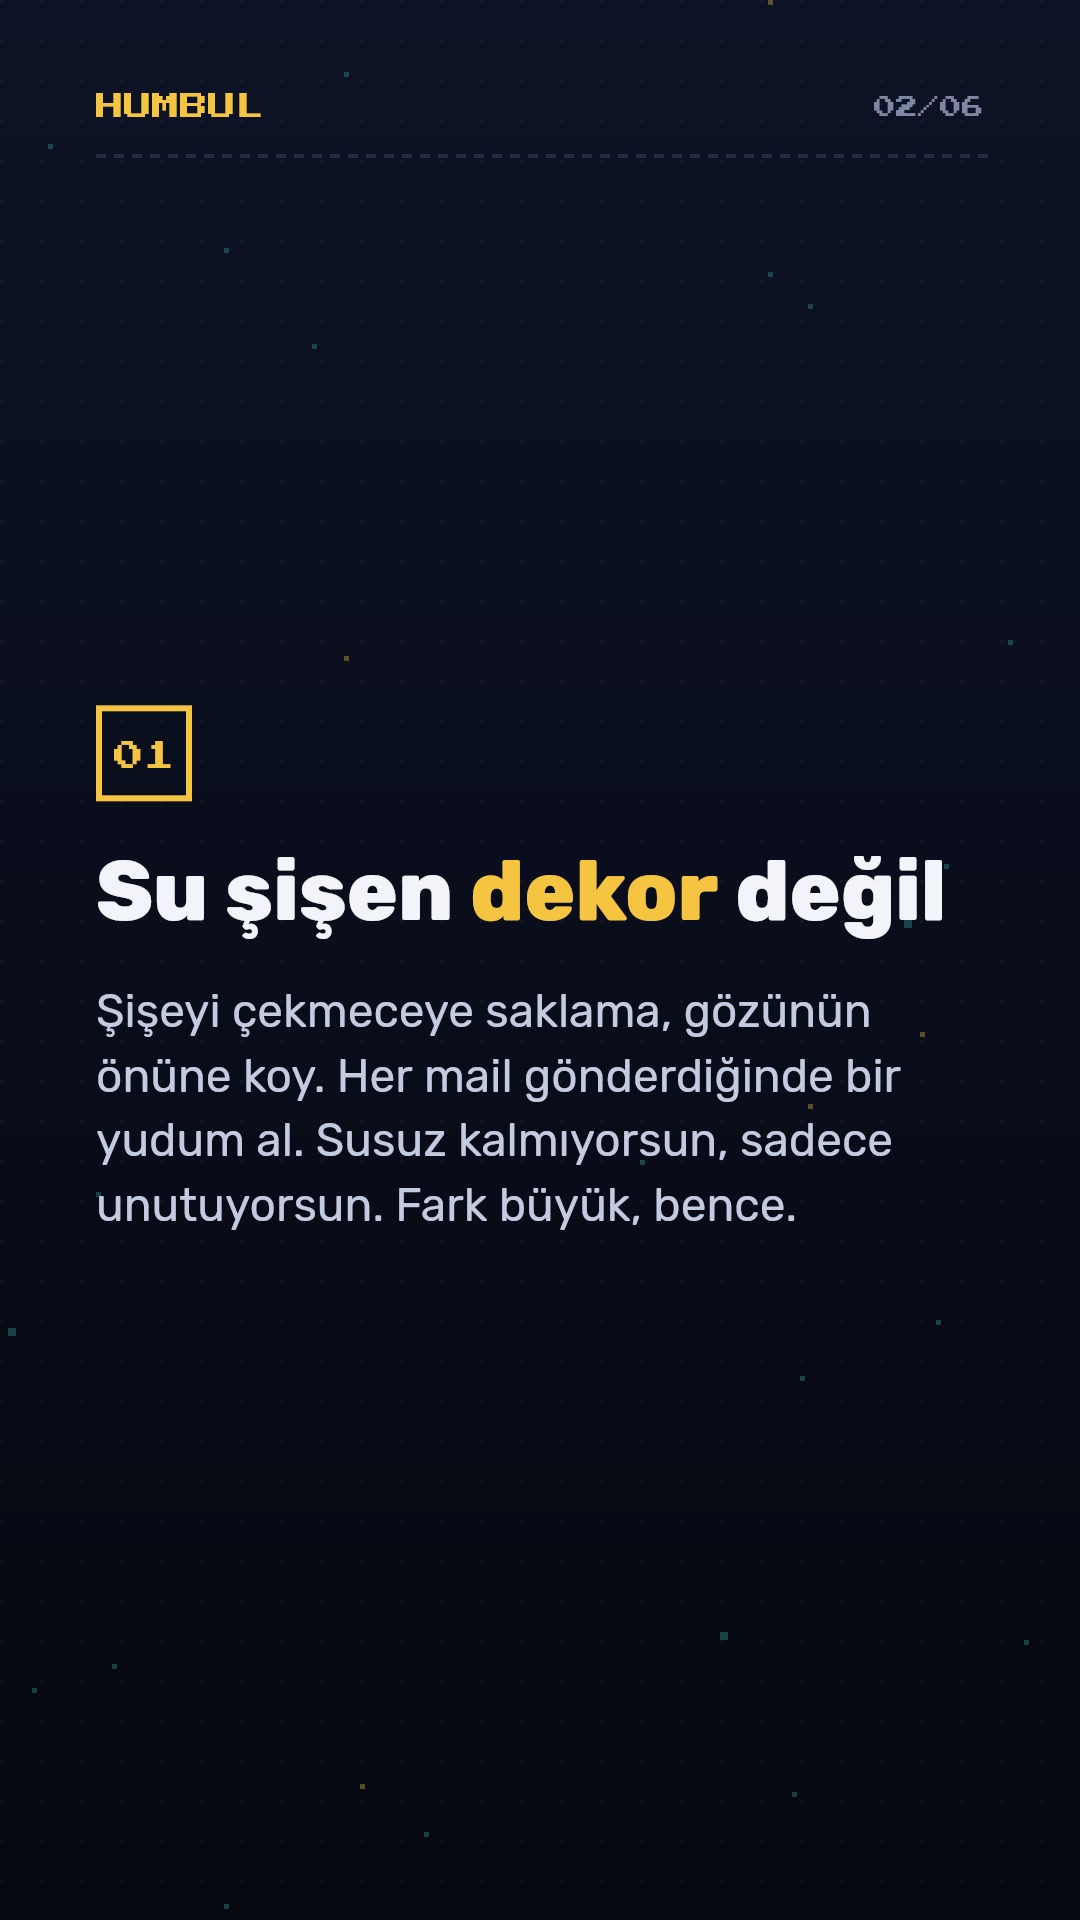 HUMBUL
02/06
01
Su şişen dekor değil
Şişeyi çekmeceye saklama, gözünün
önüne koy. Her mail gönderdiğinde bir
yudum al. Susuz kalmıyorsun, sadece
unutuyorsun. Fark büyük, bence.